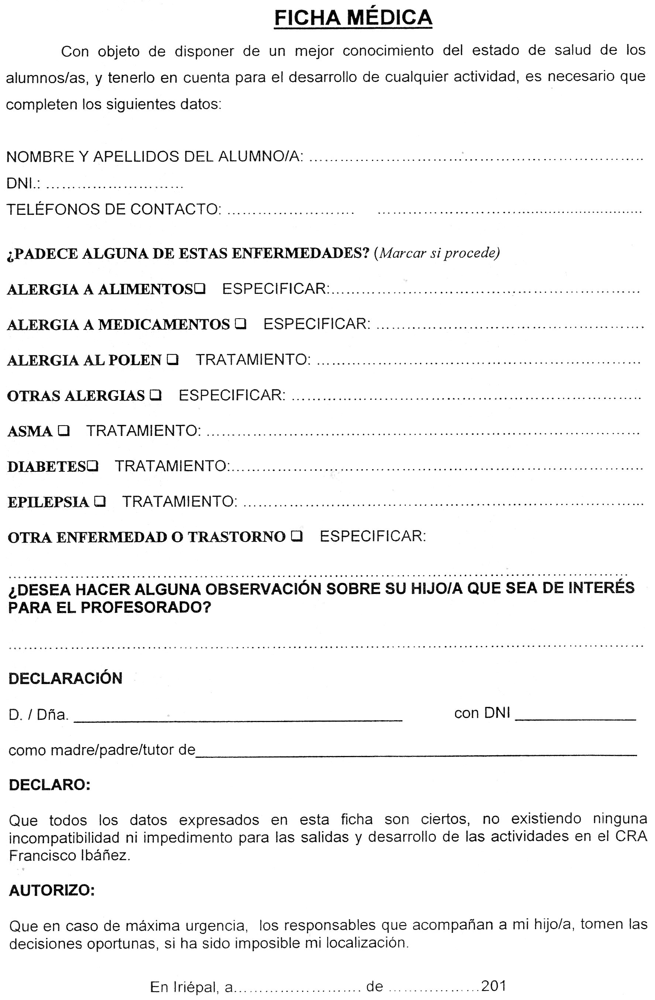 FICHA MÉDICA
Con objeto de disponer de un mejor conocimiento del estado de salud de los
alumnos/as, y tenerlo en cuenta para el desarrollo de cualquier actividad, es necesario que
completen los siguientes datos:
NOMBRE Y APELLIDOS DEL ALUMNO/A: ..........................................................................
DNI.: ..............................
TELÉFONOS DE CONTACTO: ............................ ..........................................................
¿PADECE ALGUNA DE ESTAS ENFERMEDADES? (Marcar si procede)
ALERGIA A ALIMENTOS❏ ESPECIFICAR:....................................................................
ALERGIA A MEDICAMENTOS ❏ ESPECIFICAR: ...........................................................
ALERGIA AL POLEN ❏ TRATAMIENTO: .......................................................................
OTRAS ALERGIAS ❏ ESPECIFICAR: .............................................................................
ASMA ❏ TRATAMIENTO: ................................................................................................
DIABETES❏ TRATAMIENTO:...........................................................................................
EPILEPSIA ❏ TRATAMIENTO: ........................................................................................
OTRA ENFERMEDAD O TRASTORNO ❏ ESPECIFICAR:
........................................................................................................................................
¿DESEA HACER ALGUNA OBSERVACIÓN SOBRE SU HIJO/A QUE SEA DE INTERÉS
PARA EL PROFESORADO?
............................................................................................................................................
DECLARACIÓN
D. / Dña. ______________________________ con DNI ___________
como madre/padre/tutor de________________________________________
DECLARO:
Que todos los datos expresados en esta ficha son ciertos, no existiendo ninguna
incompatibilidad ni impedimento para las salidas y desarrollo de las actividades en el CRA
Francisco Ibáñez.
AUTORIZO:
Que en caso de máxima urgencia, los responsables que acompañan a mi hijo/a, tomen las
decisiones oportunas, si ha sido imposible mi localización.
En Iriépal, a............................ de ....................201